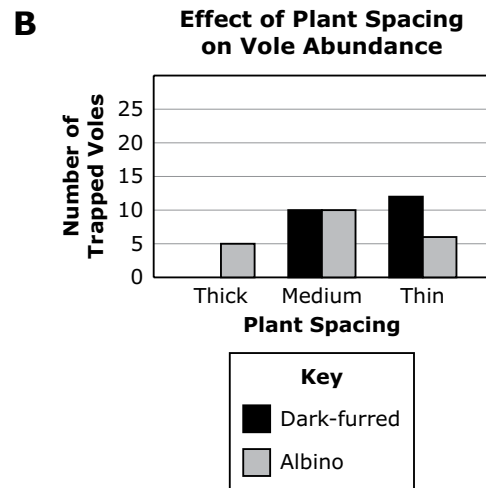 B
Effect of Plant Spacing
on Vole Abundance
Number of
Trapped Voles
25
20
15
10
5
0
Thick Medium Thin
Plant Spacing
Key
Dark-furred
Albino